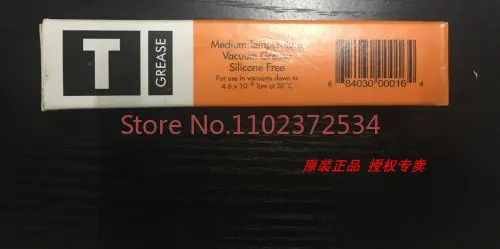 T
GREASE
Medium Temperature
Vacuum Grease
Silicone Free
For use in vacuums down to
4.6 × 10⁻⁹ Torr at 20 °C
6 84030 00016 4
Store No.1102372534
原装正品 授权专卖